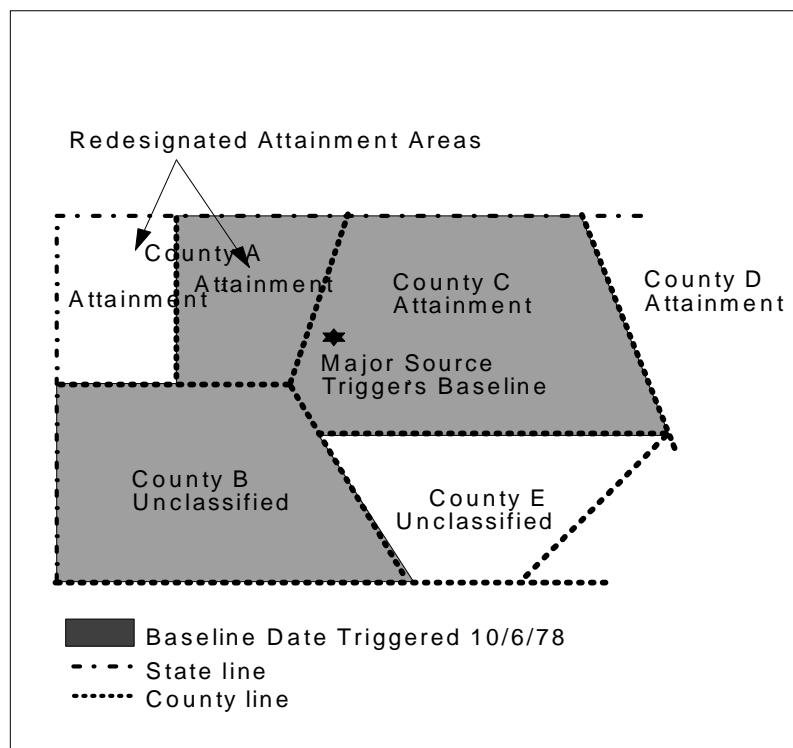 Redesignated Attainment Areas
County A
Attainment
Attainment
County C
Attainment
County D
Attainment
Major Source
Triggers Baseline
County B
Unclassified
County E
Unclassified
Baseline Date Triggered 10/6/78
State line
County line